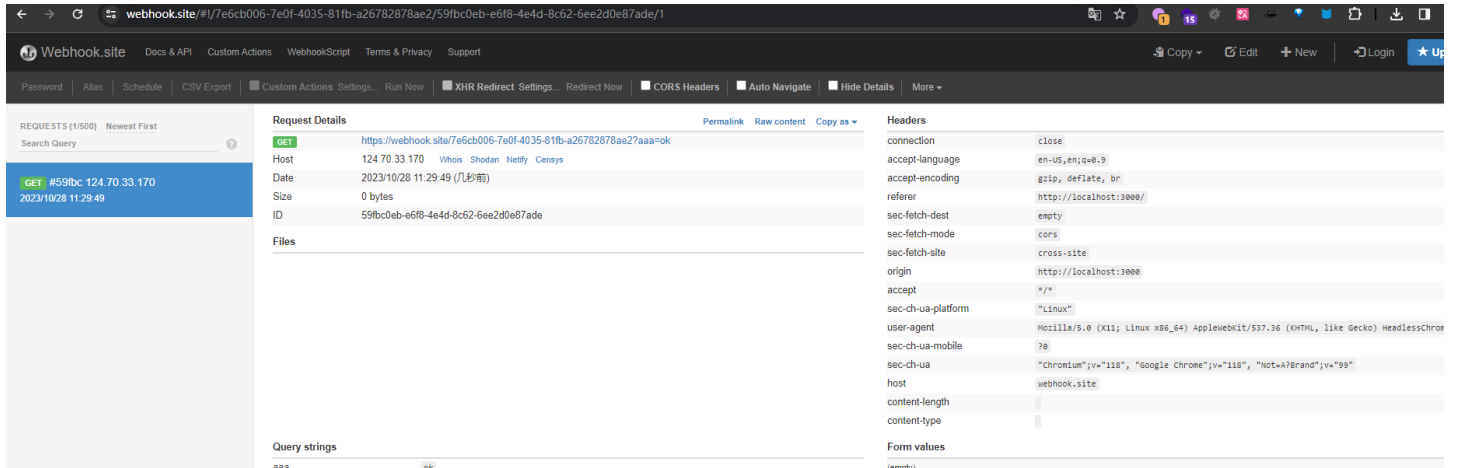 webhook.site/#!/7e6cb006-7e0f-4035-81fb-a26782878ae2/59fbc0eb-e6f8-4e4d-8c62-6ee2d0e87ade/1
1
15
Webhook.site Docs & API Custom Actions WebhookScript Terms & Privacy Support Copy Edit New Login Up
Password Alias Schedule CSV Export Custom Actions Settings... Run Now XHR Redirect Settings... Redirect Now CORS Headers Auto Navigate Hide Details More
REQUESTS (1/500) Newest First
Search Query ?
GET #59fbc 124.70.33.170
2023/10/28 11:29:49
Request Details Permalink Raw content Copy as
GET https://webhook.site/7e6cb006-7e0f-4035-81fb-a26782878ae2?aaa=ok
Host 124.70.33.170 Whois Shodan Netify Censys
Date 2023/10/28 11:29:49 (几秒前)
Size 0 bytes
ID 59fbc0eb-e6f8-4e4d-8c62-6ee2d0e87ade
Files
Query strings
aaa ok
Headers
connection close
accept-language en-US,en;q=0.9
accept-encoding gzip, deflate, br
referer http://localhost:3000/
sec-fetch-dest empty
sec-fetch-mode cors
sec-fetch-site cross-site
origin http://localhost:3000
accept */*
sec-ch-ua-platform "Linux"
user-agent Mozilla/5.0 (X11; Linux x86_64) AppleWebKit/537.36 (KHTML, like Gecko) HeadlessChrom
sec-ch-ua-mobile ?0
sec-ch-ua "Chromium";v="118", "Google Chrome";v="118", "Not=A?Brand";v="99"
host webhook.site
content-length
content-type
Form values
(empty)